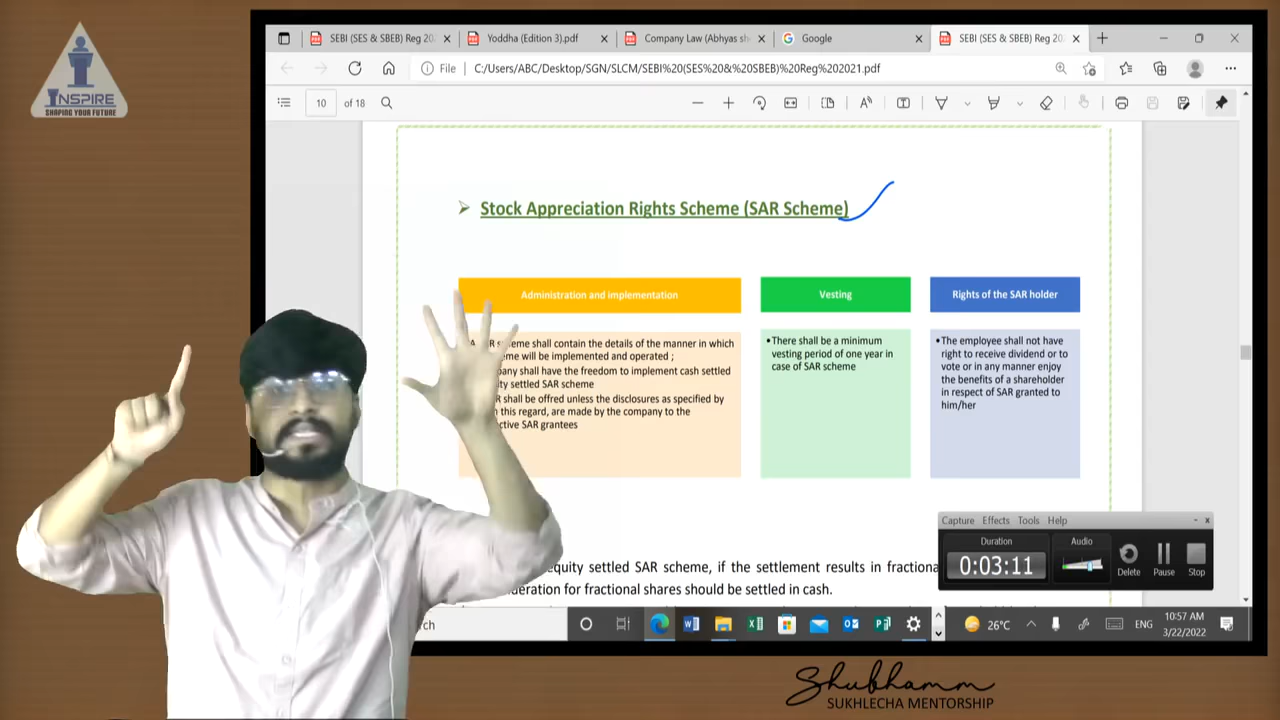 INSPIRE
SHAPING YOUR FUTURE
SEBI (SES & SBEB) Reg 20
Yoddha (Edition 3).pdf
Company Law (Abhyas sh
Google
SEBI (SES & SBEB) Reg 20
File
C:/Users/ABC/Desktop/SGN/SLCM/SEBI%20(SES%20&%20SBEB)%20Reg%202021.pdf
10 of 18
Stock Appreciation Rights Scheme (SAR Scheme)
Administration and implementation
scheme shall contain the details of the manner in which
will be implemented and operated ;
shall have the freedom to implement cash settled
settled SAR scheme
shall be offred unless the disclosures as specified by
this regard, are made by the company to the
SAR grantees
Vesting
•There shall be a minimum
vesting period of one year in
case of SAR scheme
Rights of the SAR holder
•The employee shall not have
right to receive dividend or to
vote or in any manner enjoy
the benefits of a shareholder
in respect of SAR granted to
him/her
equity settled SAR scheme, if the settlement results in
for fractional shares should be settled in cash.
Capture Effects Tools Help
Duration
0:03:11
Audio
Delete
Pause
Stop
26°C
ENG
10:57 AM
3/22/2022
Shubhamm
SUKHLECHA MENTORSHIP